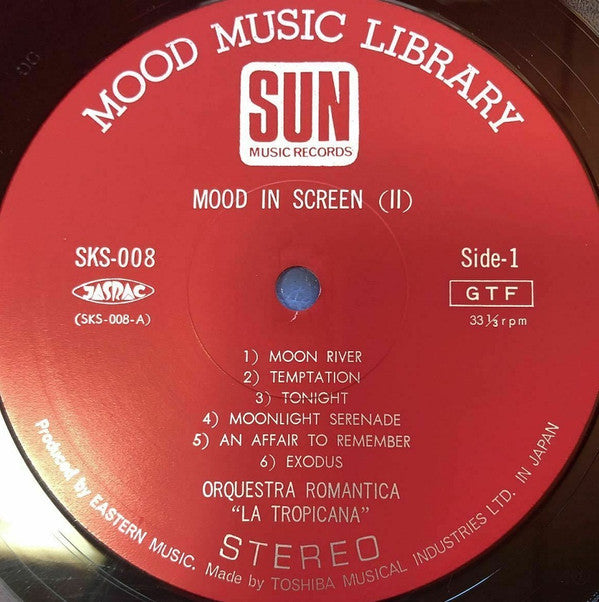 MOOD MUSIC LIBRARY
SUN
MUSIC RECORDS
MOOD IN SCREEN (II)
SKS-008
JASRAC
(SKS-008-A)
Side-1
GTF
33⅓rpm
1) MOON RIVER
2) TEMPTATION
3) TONIGHT
4) MOONLIGHT SERENADE
5) AN AFFAIR TO REMEMBER
6) EXODUS
ORQUESTRA ROMANTICA
"LA TROPICANA"
STEREO
Produced by EASTERN MUSIC. Made by TOSHIBA MUSICAL INDUSTRIES LTD. IN JAPAN